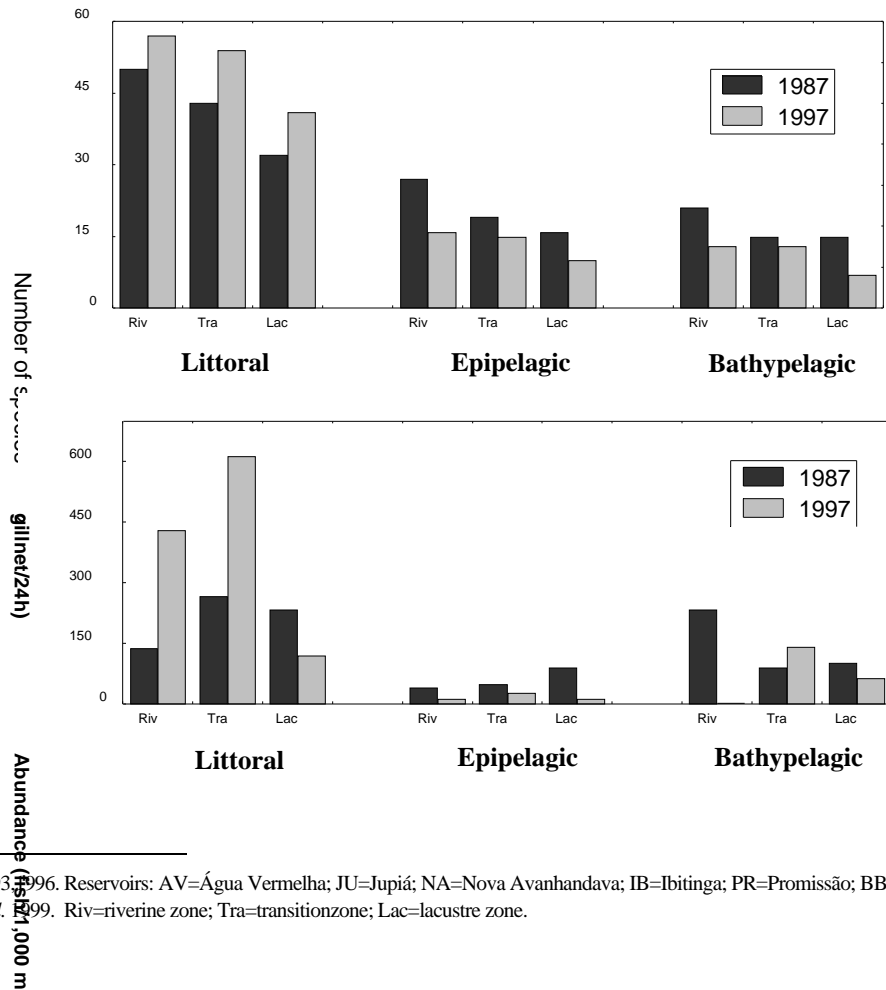 60
45
30
15
0
1987
1997
Riv Tra Lac Riv Tra Lac Riv Tra Lac
Littoral Epipelagic Bathypelagic
Number of
600
450
300
150
0
1987
1997
Riv Tra Lac Riv Tra Lac Riv Tra Lac
Littoral Epipelagic Bathypelagic
gillnet/24h)
Abundance (fish/1,000 m
1996. Reservoirs: AV=Água Vermelha; JU=Jupiá; NA=Nova Avanhandava; IB=Ibitinga; PR=Promissão; BB
1999. Riv=riverine zone; Tra=transitionzone; Lac=lacustre zone.